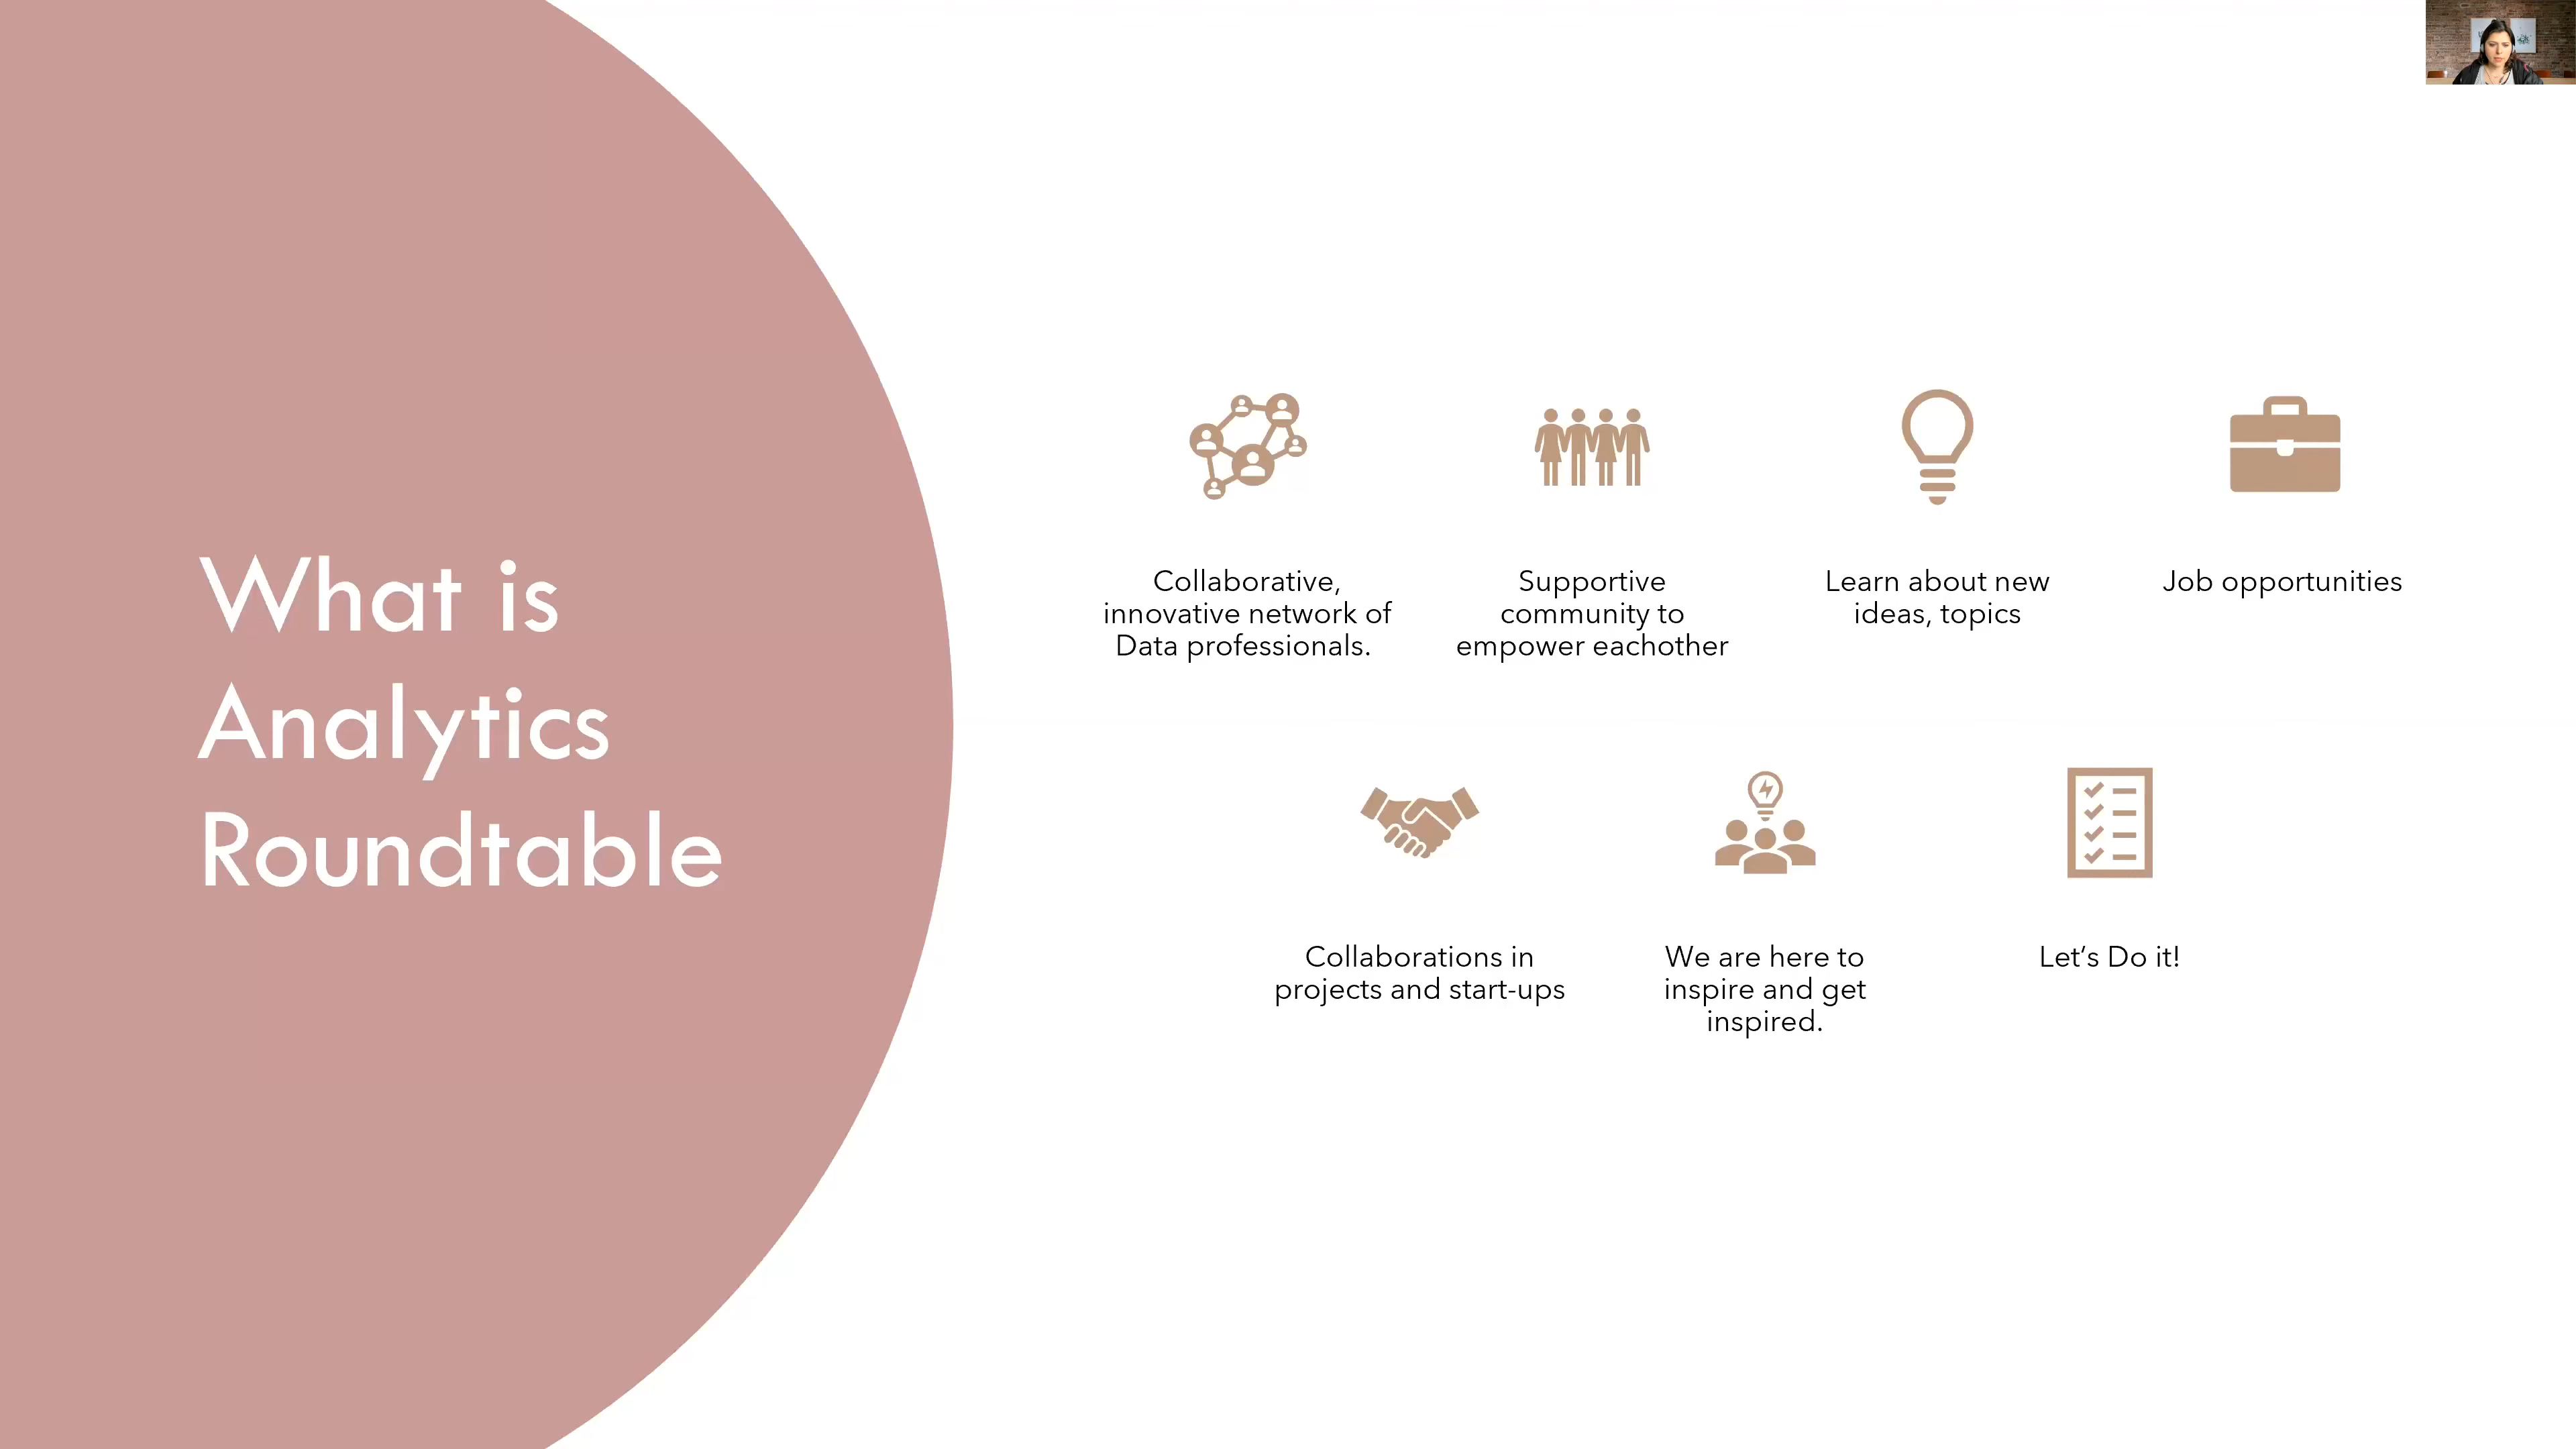 What is
Analytics
Roundtable
Collaborative,
innovative network of
Data professionals.
Supportive
community to
empower eachother
Learn about new
ideas, topics
Job opportunities
Collaborations in
projects and start-ups
We are here to
inspire and get
inspired.
Let’s Do it!